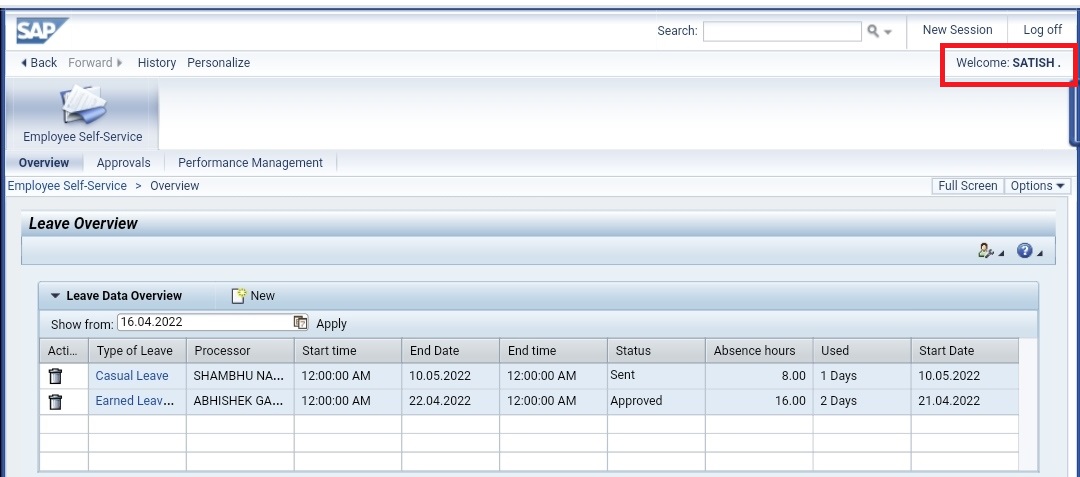 SAP
Search: New Session Log off
Back Forward History Personalize Welcome: SATISH .
Employee Self-Service
Overview Approvals Performance Management
Employee Self-Service > Overview Full Screen Options
Leave Overview
Leave Data Overview New
Show from: 16.04.2022 Apply
Acti... Type of Leave Processor Start time End Date End time Status Absence hours Used Start Date
Casual Leave SHAMBHU NA... 12:00:00 AM 10.05.2022 12:00:00 AM Sent 8.00 1 Days 10.05.2022
Earned Leav... ABHISHEK GA... 12:00:00 AM 22.04.2022 12:00:00 AM Approved 16.00 2 Days 21.04.2022